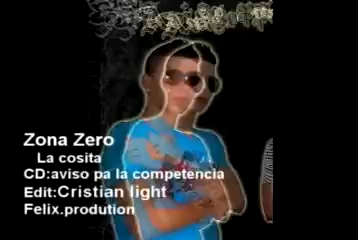 Zona Zero
La cosita
CD:aviso pa la competencia
Edit:Cristian light
Felix.prodution